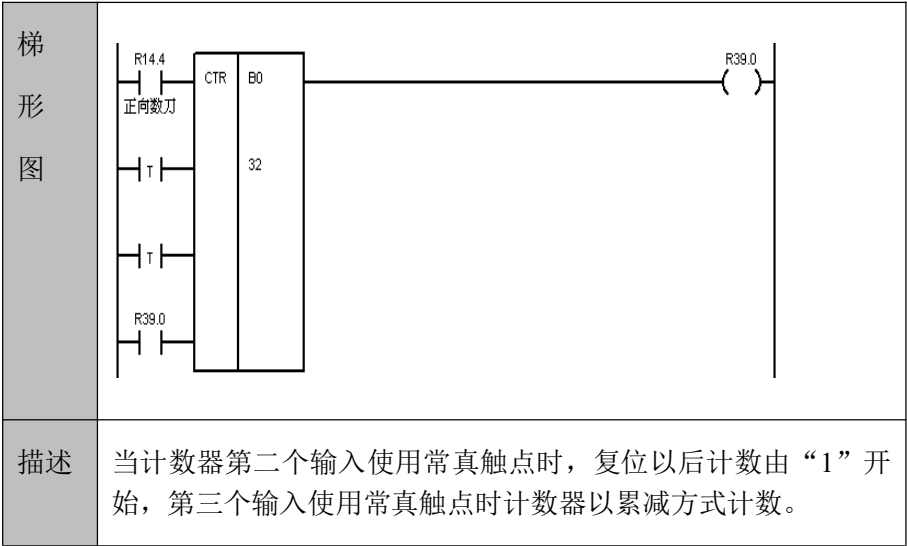 梯
形
图
R14.4
正向数刀
CTR
B0
R39.0
T
32
T
R39.0
描述
当计数器第二个输入使用常真触点时，复位以后计数由“1”开
始，第三个输入使用常真触点时计数器以累减方式计数。